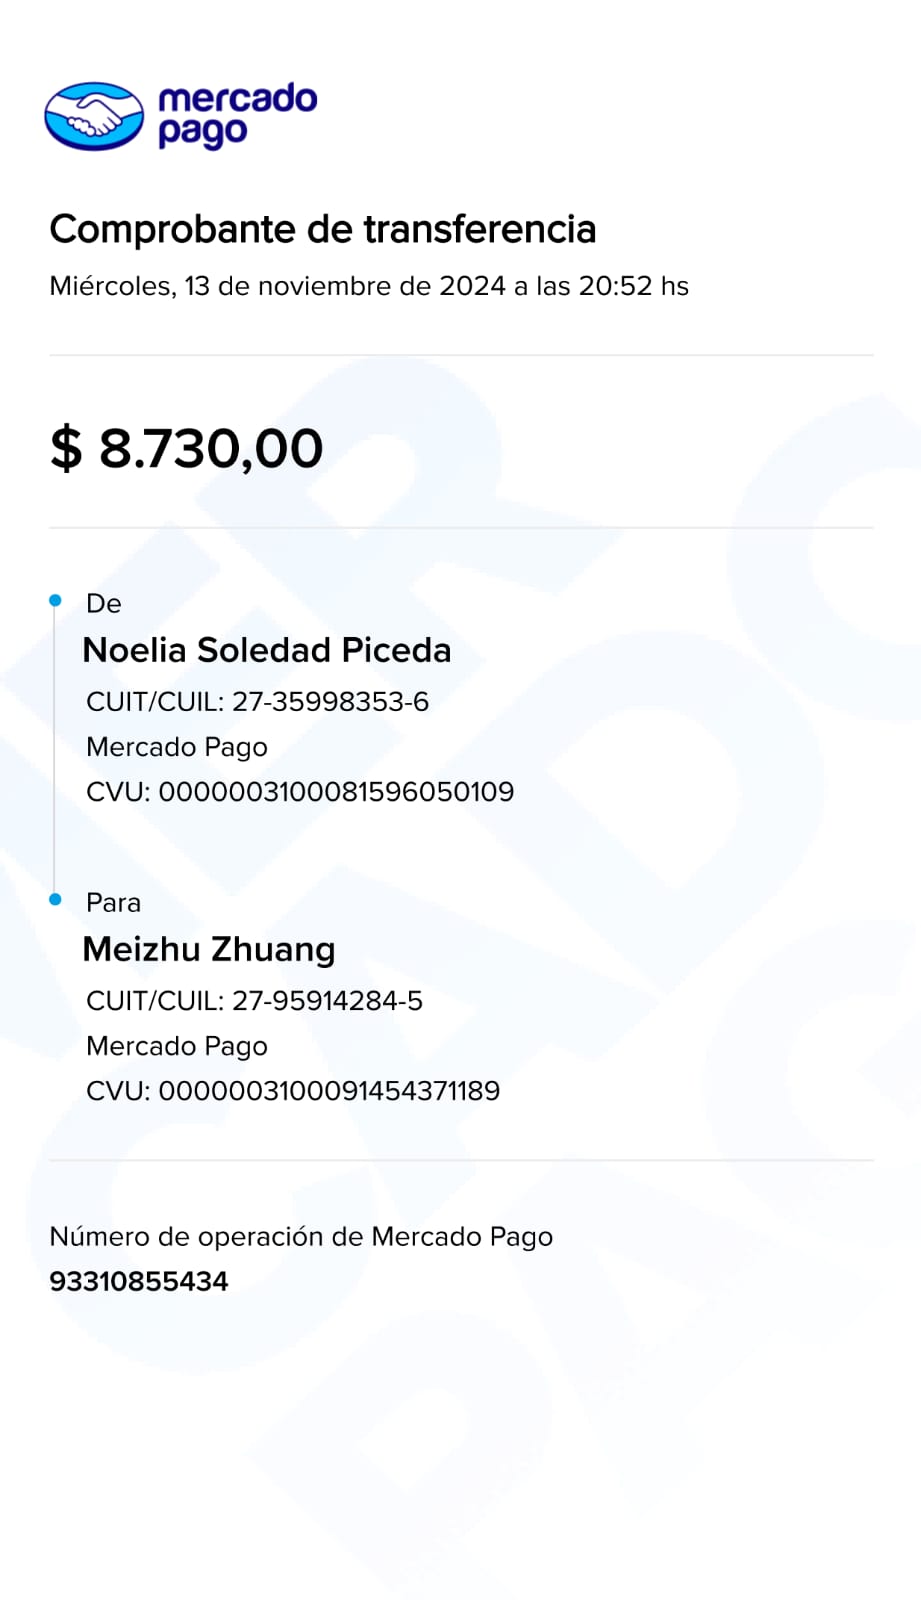 mercado
pago
Comprobante de transferencia
Miércoles, 13 de noviembre de 2024 a las 20:52 hs
$ 8.730,00
De
Noelia Soledad Piceda
CUIT/CUIL: 27-35998353-6
Mercado Pago
CVU: 0000003100081596050109
Para
Meizhu Zhuang
CUIT/CUIL: 27-95914284-5
Mercado Pago
CVU: 0000003100091454371189
Número de operación de Mercado Pago
93310855434